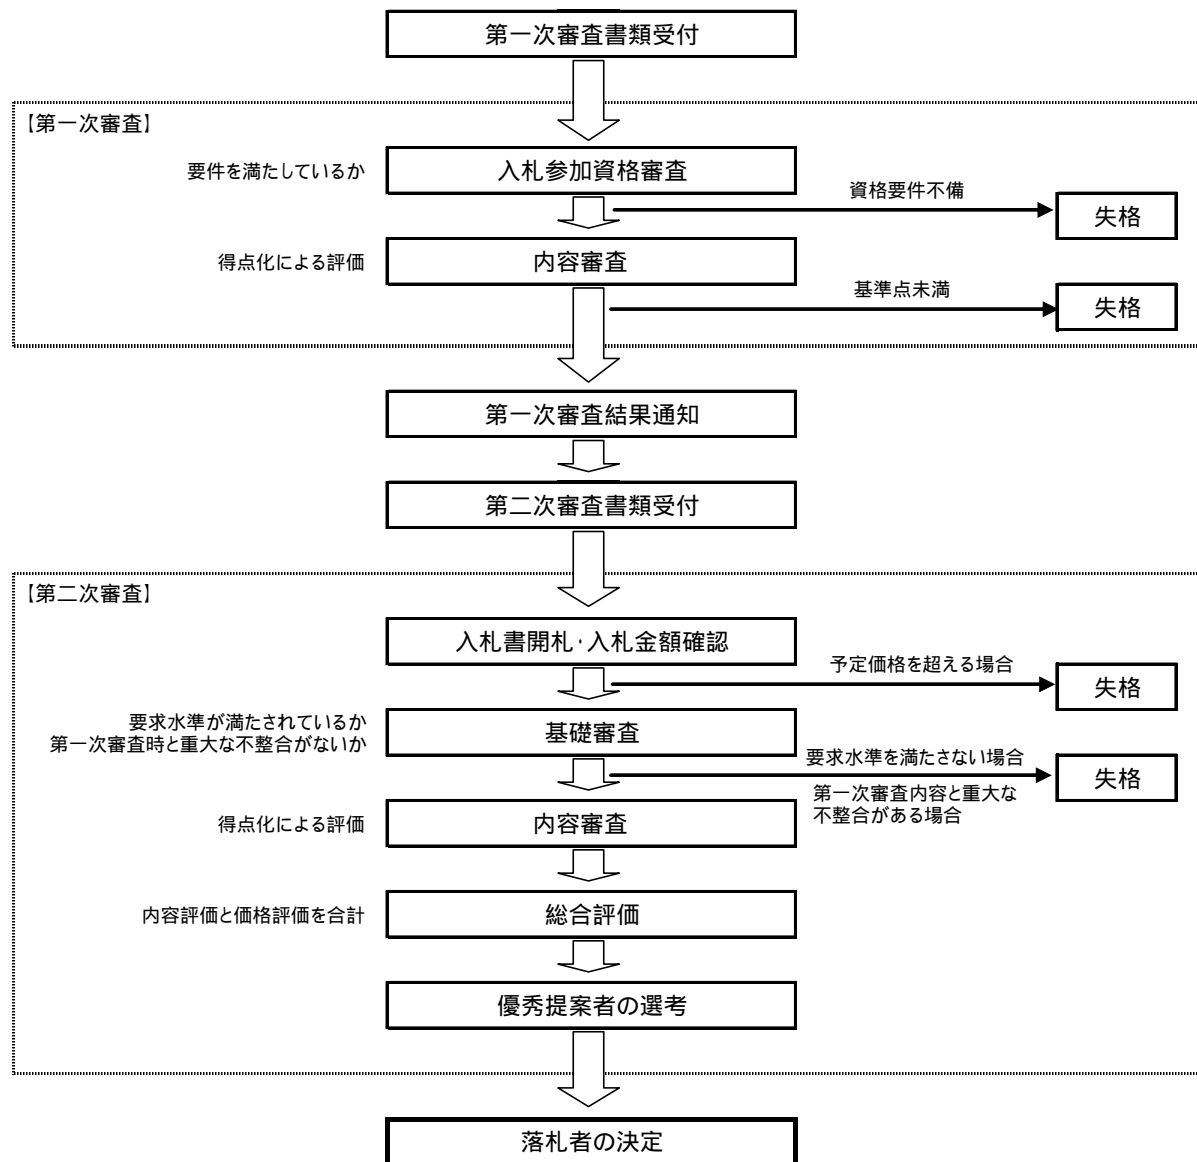 第一次審査書類受付
【第一次審査】
要件を満たしているか
入札参加資格審査
資格要件不備
失格
得点化による評価
内容審査
基準点未満
失格
第一次審査結果通知
第二次審査書類受付
【第二次審査】
入札書開札・入札金額確認
予定価格を超える場合
失格
要求水準が満たされているか
第一次審査時と重大な不整合がないか
基礎審査
要求水準を満たさない場合
失格
第一次審査内容と重大な
不整合がある場合
得点化による評価
内容審査
内容評価と価格評価を合計
総合評価
優秀提案者の選考
落札者の決定